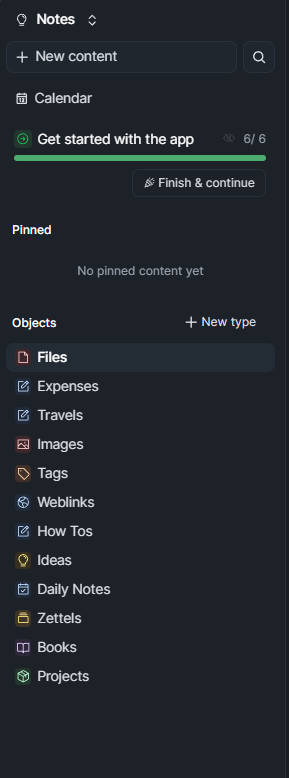 Notes
New content
Calendar
Get started with the app 6/ 6
Finish & continue
Pinned
No pinned content yet
Objects New type
Files
Expenses
Travels
Images
Tags
Weblinks
How Tos
Ideas
Daily Notes
Zettels
Books
Projects